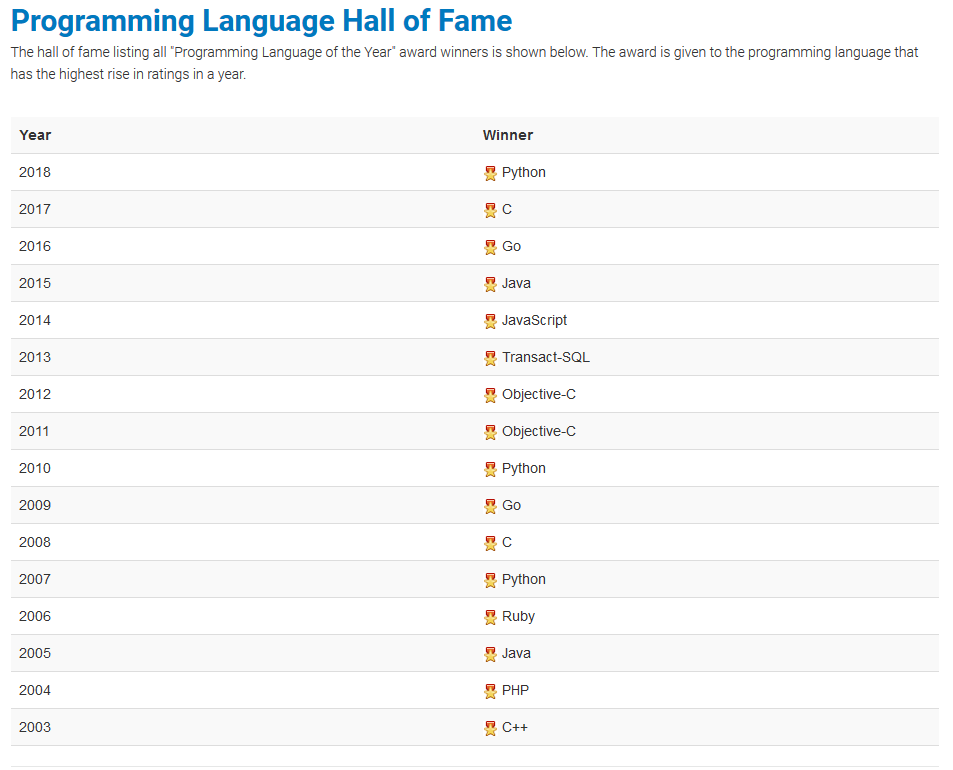 Programming Language Hall of Fame
The hall of fame listing all "Programming Language of the Year" award winners is shown below. The award is given to the programming language that
has the highest rise in ratings in a year.
Year Winner
2018 Python
2017 C
2016 Go
2015 Java
2014 JavaScript
2013 Transact-SQL
2012 Objective-C
2011 Objective-C
2010 Python
2009 Go
2008 C
2007 Python
2006 Ruby
2005 Java
2004 PHP
2003 C++